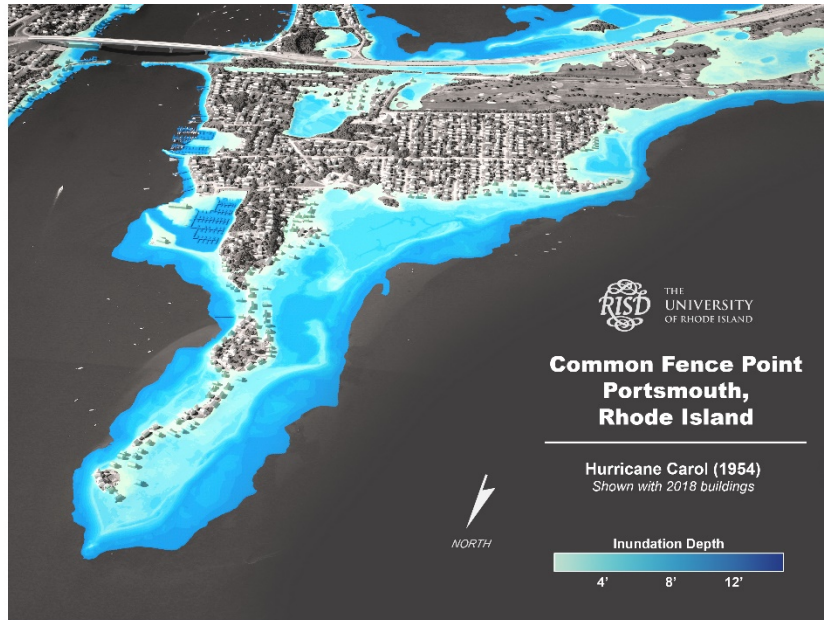 RISD
THE
UNIVERSITY
OF RHODE ISLAND
Common Fence Point
Portsmouth,
Rhode Island
Hurricane Carol (1954)
Shown with 2018 buildings
NORTH
Inundation Depth
4' 8' 12'